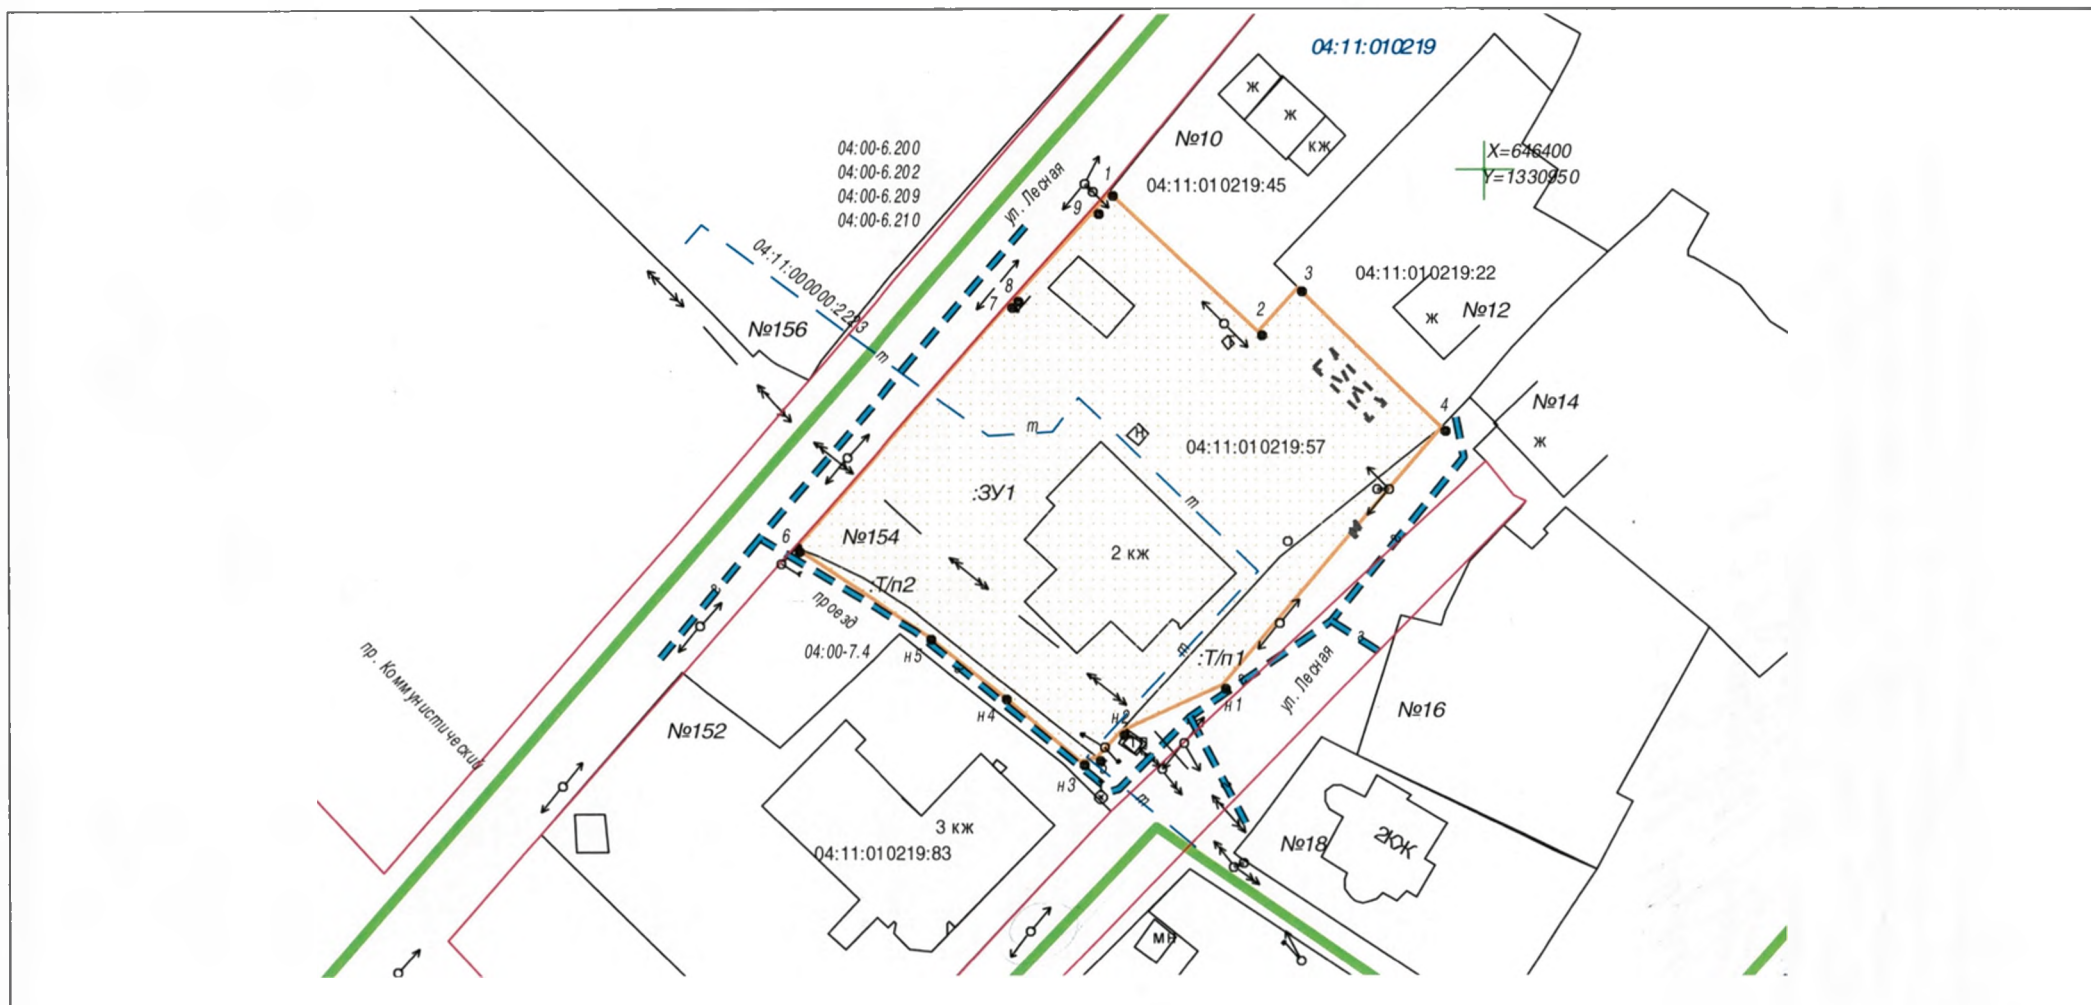 04:11:010219
ж
ж
кж
№10
X=646400
Y=1330950
04:00-6.200
04:00-6.202
04:00-6.209
04:00-6.210
ул. Лесная
1
9
04:11:010219:45
04:11:000000:2223
8
7
3
2
04:11:010219:22
№12
ж
№156
т
4
№14
ж
т
К
04:11:010219:57
:ЗУ1
т
6
№154
2 кж
:Т/п2
проезд
04:00-7.4
н5
т
:Т/п1
н1
ул. Лесная
н4
н2
№16
пр. Коммунистический
№152
н3
т
3 кж
04:11:010219:83
№18
2КЖ
мн